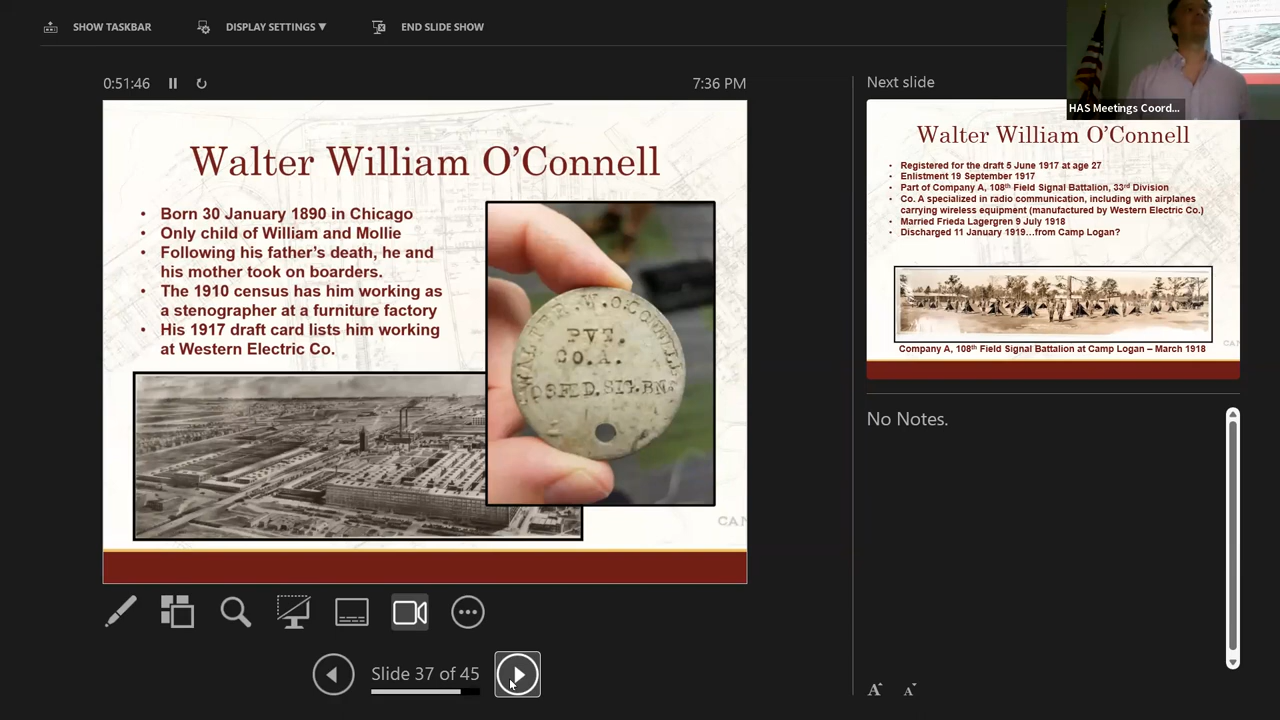 SHOW TASKBAR
DISPLAY SETTINGS ▼
END SLIDE SHOW
0:51:46
7:36 PM
Walter William O’Connell
• Born 30 January 1890 in Chicago
• Only child of William and Mollie
• Following his father’s death, he and
his mother took on boarders.
• The 1910 census has him working as
a stenographer at a furniture factory
• His 1917 draft card lists him working
at Western Electric Co.
WALTER. W. O'CONNELL
PVT.
CO. A.
108 F.D. SIG. BN.
CAN
Slide 37 of 45
Next slide
HAS Meetings Coord...
Walter William O’Connell
• Registered for the draft 5 June 1917 at age 27
• Enlistment 19 September 1917
• Part of Company A, 108th Field Signal Battalion, 33rd Division
• Co. A specialized in radio communication, including with airplanes
carrying wireless equipment (manufactured by Western Electric Co.)
• Married Frieda Lagergren 9 July 1918
• Discharged 11 January 1919…from Camp Logan?
Company A, 108th Field Signal Battalion at Camp Logan – March 1918
No Notes.
A A